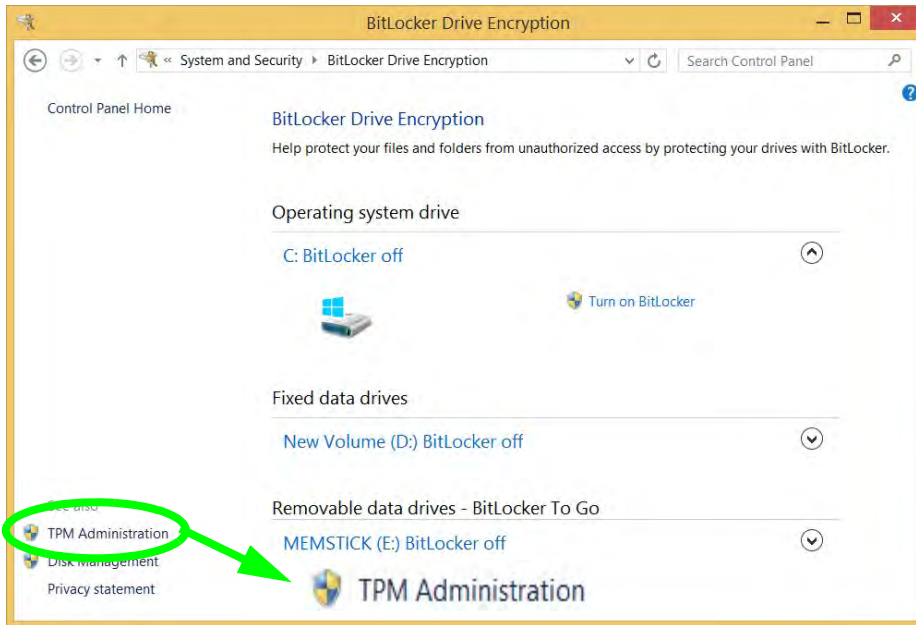 BitLocker Drive Encryption
« System and Security ▸ BitLocker Drive Encryption
Search Control Panel
Control Panel Home
BitLocker Drive Encryption
Help protect your files and folders from unauthorized access by protecting your drives with BitLocker.
Operating system drive
C: BitLocker off
Turn on BitLocker
Fixed data drives
New Volume (D:) BitLocker off
Removable data drives - BitLocker To Go
MEMSTICK (E:) BitLocker off
See also
TPM Administration
Disk Management
Privacy statement
TPM Administration